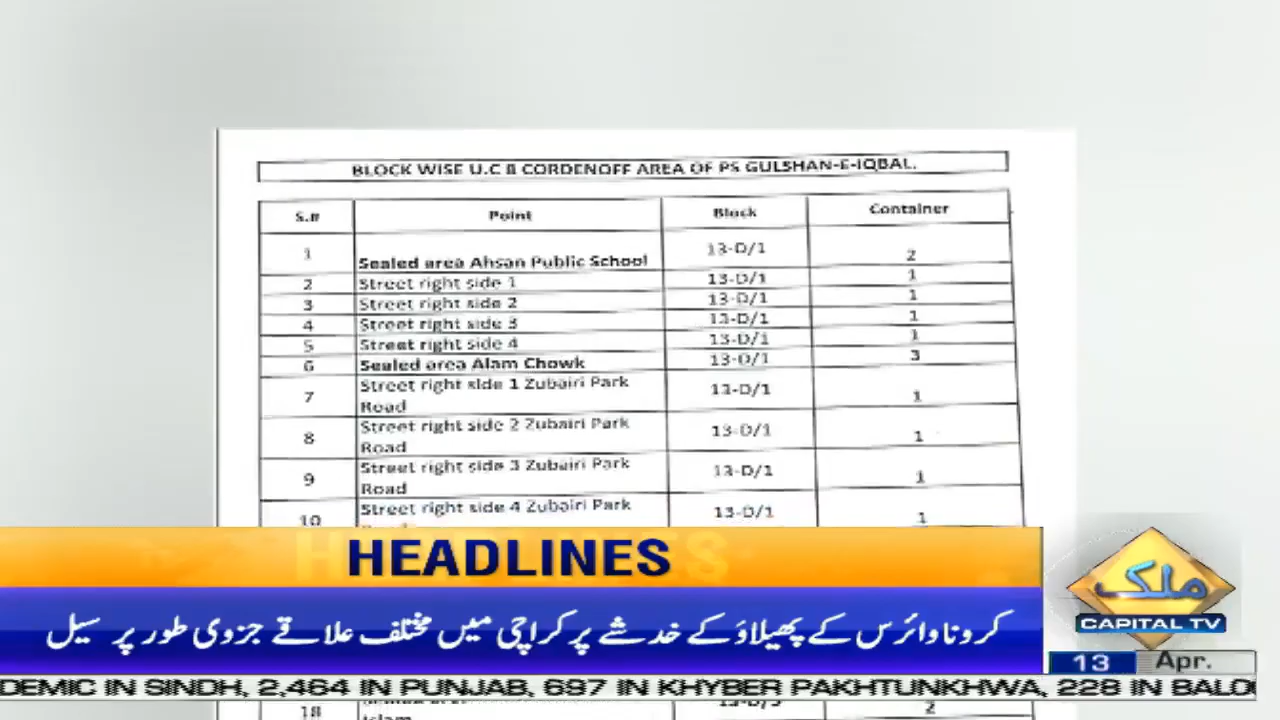 BLOCK WISE U.C 8 CORDENOFF AREA OF PS GULSHAN-E-IQBAL.
S.# Point Block Container
1 Sealed area Ahsan Public School 13-D/1 2
2 Street right side 1 13-D/1 1
3 Street right side 2 13-D/1 1
4 Street right side 3 13-D/1 1
5 Street right side 4 13-D/1 1
6 Sealed area Alam Chowk 13-D/1 3
7 Street right side 1 Zubairi Park 13-D/1 1
Road
8 Street right side 2 Zubairi Park 13-D/1 1
Road
9 Street right side 3 Zubairi Park 13-D/1 1
Road
10 Street right side 4 Zubairi Park 13-D/1 1
HEADLINES
کرونا وائرس کے پھیلاؤ کے خدشے پر کراچی میں مختلف علاقے جزوی طور پر سیل
ملک
CAPITAL TV
13 Apr.
DEMIC IN SINDH, 2,464 IN PUNJAB, 697 IN KHYBER PAKHTUNKHWA, 228 IN BALO
18 2
Islam